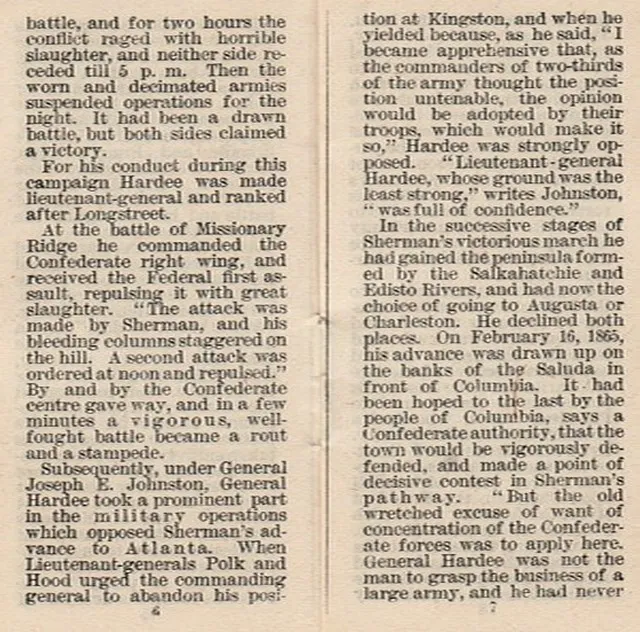 battle, and for two hours the
conflict raged with horrible
slaughter, and neither side re-
ceded till 5 p. m. Then the
worn and decimated armies
suspended operations for the
night. It had been a drawn
battle, but both sides claimed
a victory.
For his conduct during this
campaign Hardee was made
lieutenant-general and ranked
after Longstreet.
At the battle of Missionary
Ridge he commanded the
Confederate right wing, and
received the Federal first as-
sault, repulsing it with great
slaughter. "The attack was
made by Sherman, and his
bleeding columns staggered on
the hill. A second attack was
ordered at noon and repulsed."
By and by the Confederate
centre gave way, and in a few
minutes a vigorous, well-
fought battle became a rout
and a stampede.
Subsequently, under General
Joseph E. Johnston, General
Hardee took a prominent part
in the military operations
which opposed Sherman's ad-
vance to Atlanta. When
Lieutenant-generals Polk and
Hood urged the commanding
general to abandon his posi-
6
tion at Kingston, and when he
yielded because, as he said, "I
became apprehensive that, as
the commanders of two-thirds
of the army thought the posi-
tion untenable, the opinion
would be adopted by their
troops, which would make it
so," Hardee was strongly op-
posed. "Lieutenant-general
Hardee, whose ground was the
least strong," writes Johnston,
"was full of confidence."
In the successive stages of
Sherman's victorious march he
had gained the peninsula form-
ed by the Salkahatchie and
Edisto Rivers, and had now the
choice of going to Augusta or
Charleston. He declined both
places. On February 16, 1865,
his advance was drawn up on
the banks of the Saluda in
front of Columbia. It had
been hoped to the last by the
people of Columbia, says a
Confederate authority, that the
town would be vigorously de-
fended, and made a point of
decisive contest in Sherman's
pathway. "But the old
wretched excuse of want of
concentration of the Confeder-
ate forces was to apply here.
General Hardee was not the
man to grasp the business of a
large army, and he had never
7